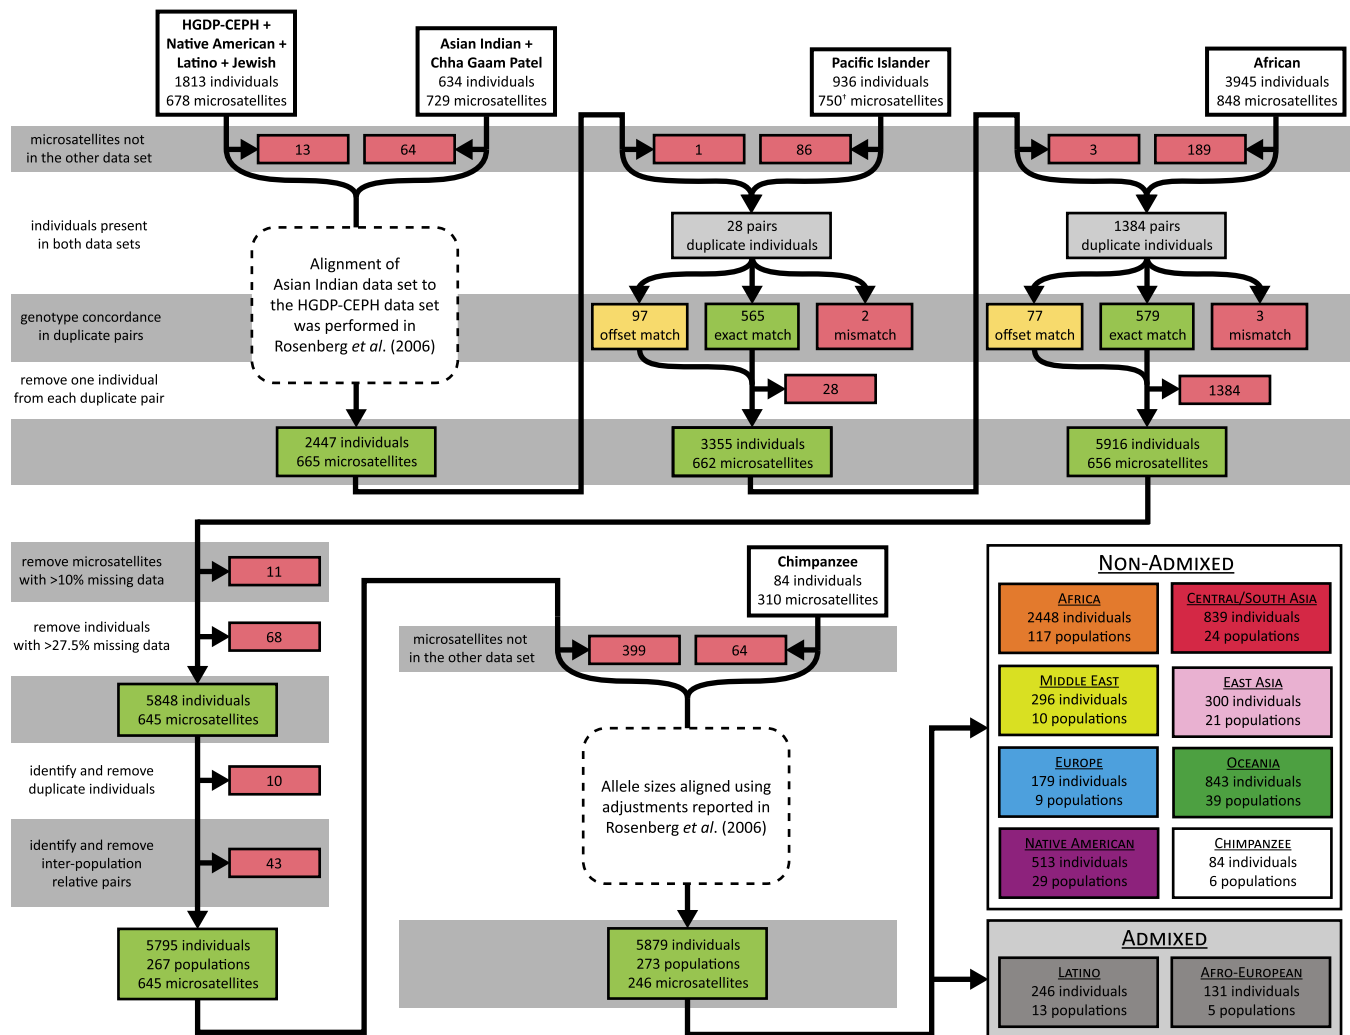 HGDP-CEPH +
Native American +
Latino + Jewish
1813 individuals
678 microsatellites
Asian Indian +
Chha Gaam Patel
634 individuals
729 microsatellites
Pacific Islander
936 individuals
750† microsatellites
African
3945 individuals
848 microsatellites
microsatellites not
in the other data set
13
64
1
86
3
189
individuals present
in both data sets
Alignment of
Asian Indian data set to
the HGDP-CEPH data set
was performed in
Rosenberg et al. (2006)
28 pairs
duplicate individuals
1384 pairs
duplicate individuals
genotype concordance
in duplicate pairs
97
offset match
565
exact match
2
mismatch
77
offset match
579
exact match
3
mismatch
remove one individual
from each duplicate pair
28
1384
2447 individuals
665 microsatellites
3355 individuals
662 microsatellites
5916 individuals
656 microsatellites
remove microsatellites
with >10% missing data
11
remove individuals
with >27.5% missing data
68
5848 individuals
645 microsatellites
identify and remove
duplicate individuals
10
identify and remove
inter-population
relative pairs
43
5795 individuals
267 populations
645 microsatellites
Chimpanzee
84 individuals
310 microsatellites
microsatellites not
in the other data set
399
64
Allele sizes aligned using
adjustments reported in
Rosenberg et al. (2006)
5879 individuals
273 populations
246 microsatellites
NON-ADMIXED
AFRICA
2448 individuals
117 populations
CENTRAL/SOUTH ASIA
839 individuals
24 populations
MIDDLE EAST
296 individuals
10 populations
EAST ASIA
300 individuals
21 populations
EUROPE
179 individuals
9 populations
OCEANIA
843 individuals
39 populations
NATIVE AMERICAN
513 individuals
29 populations
CHIMPANZEE
84 individuals
6 populations
ADMIXED
LATINO
246 individuals
13 populations
AFRO-EUROPEAN
131 individuals
5 populations